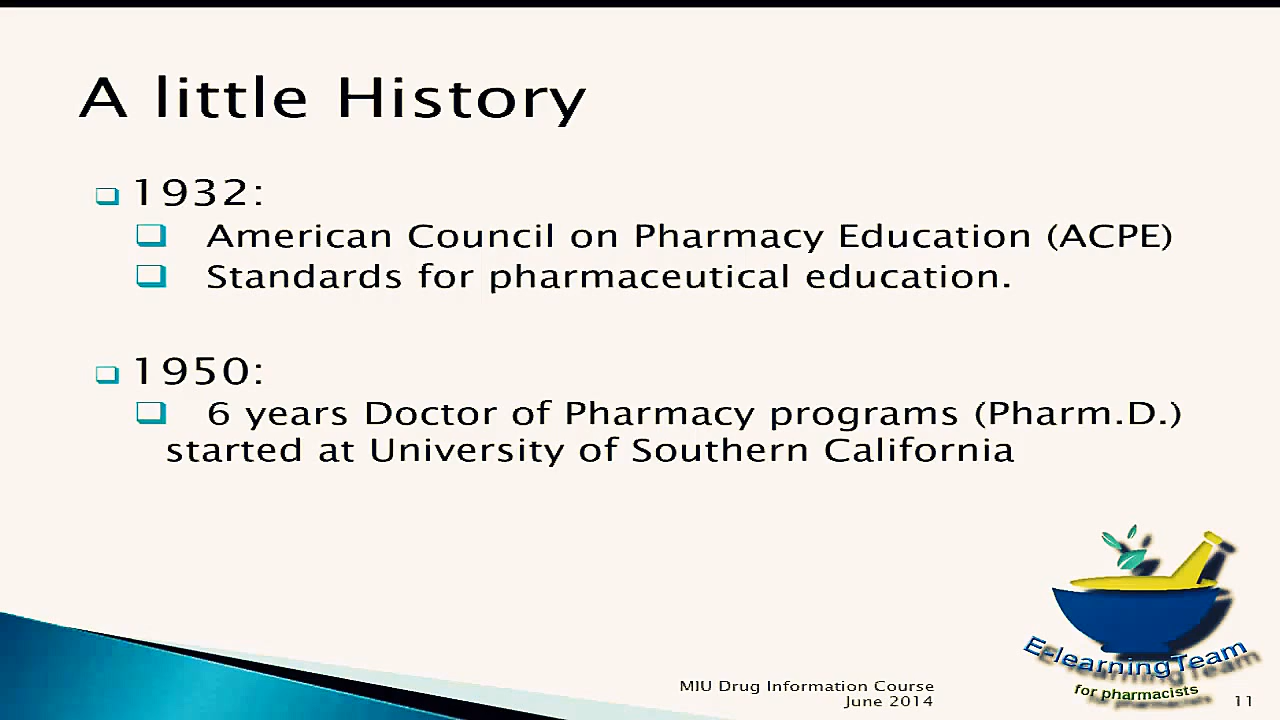 A little History
1932:
American Council on Pharmacy Education (ACPE)
Standards for pharmaceutical education.
1950:
6 years Doctor of Pharmacy programs (Pharm.D.)
started at University of Southern California
E-learningTeam
for pharmacists
MIU Drug Information Course
June 2014
11